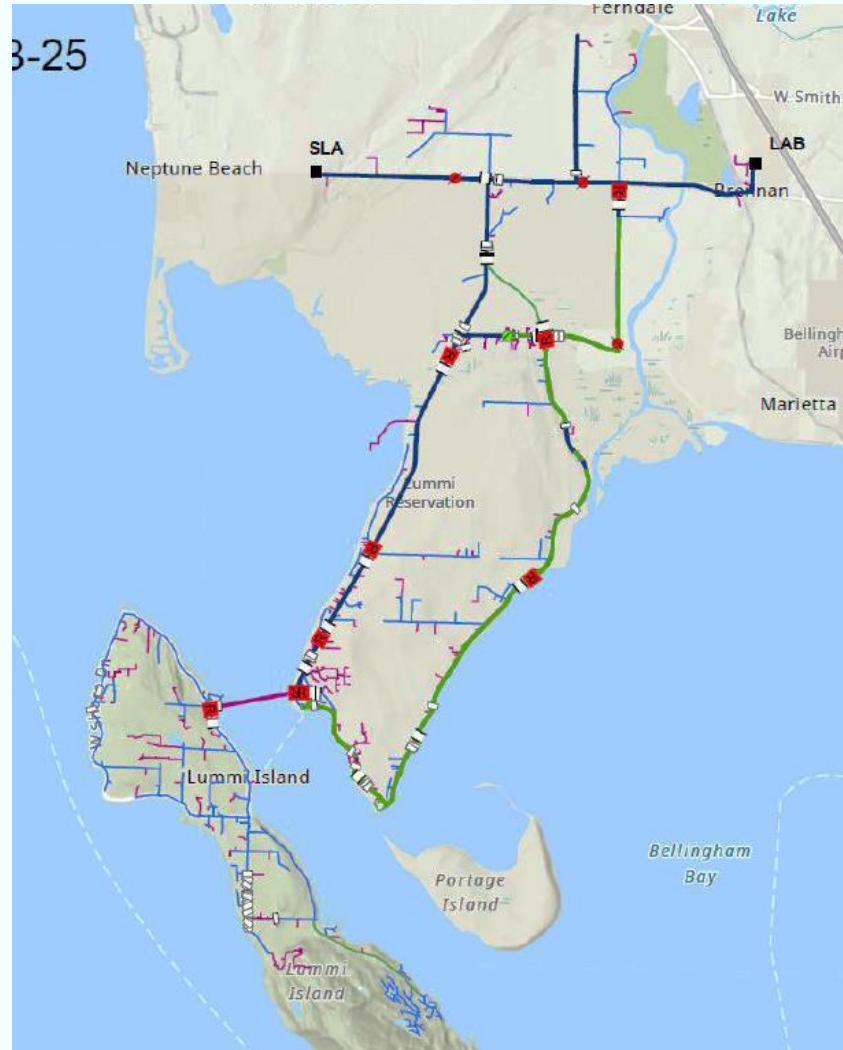 Ferndale
Lake
3-25
W Smith
SLA
LAB
Neptune Beach
Brennan
Bellingh
Airp
Marietta
Lummi
Reservation
R
R
R
R
R
R
Lummi Island
Bellingham
Bay
Portage
Island
Lummi
Island